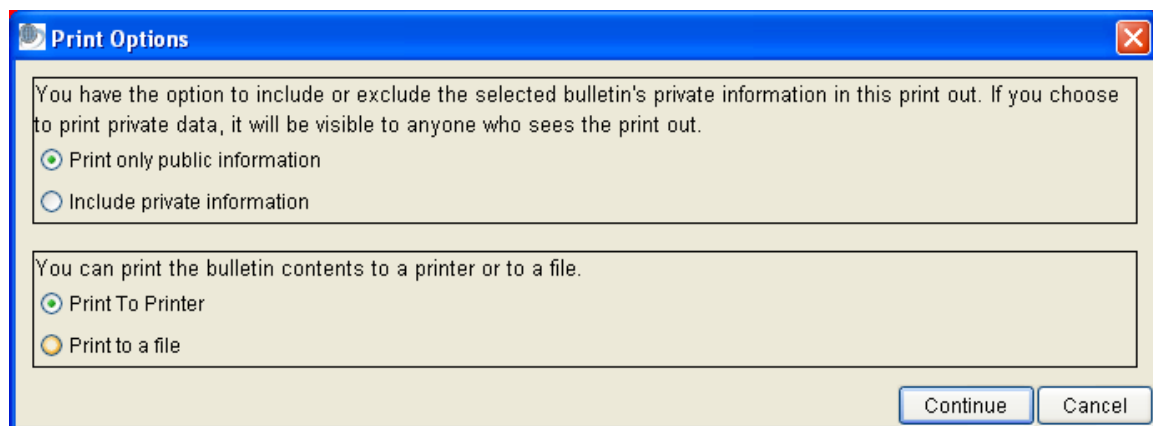 Print Options
You have the option to include or exclude the selected bulletin's private information in this print out. If you choose
to print private data, it will be visible to anyone who sees the print out.
Print only public information
Include private information
You can print the bulletin contents to a printer or to a file.
Print To Printer
Print to a file
Continue Cancel